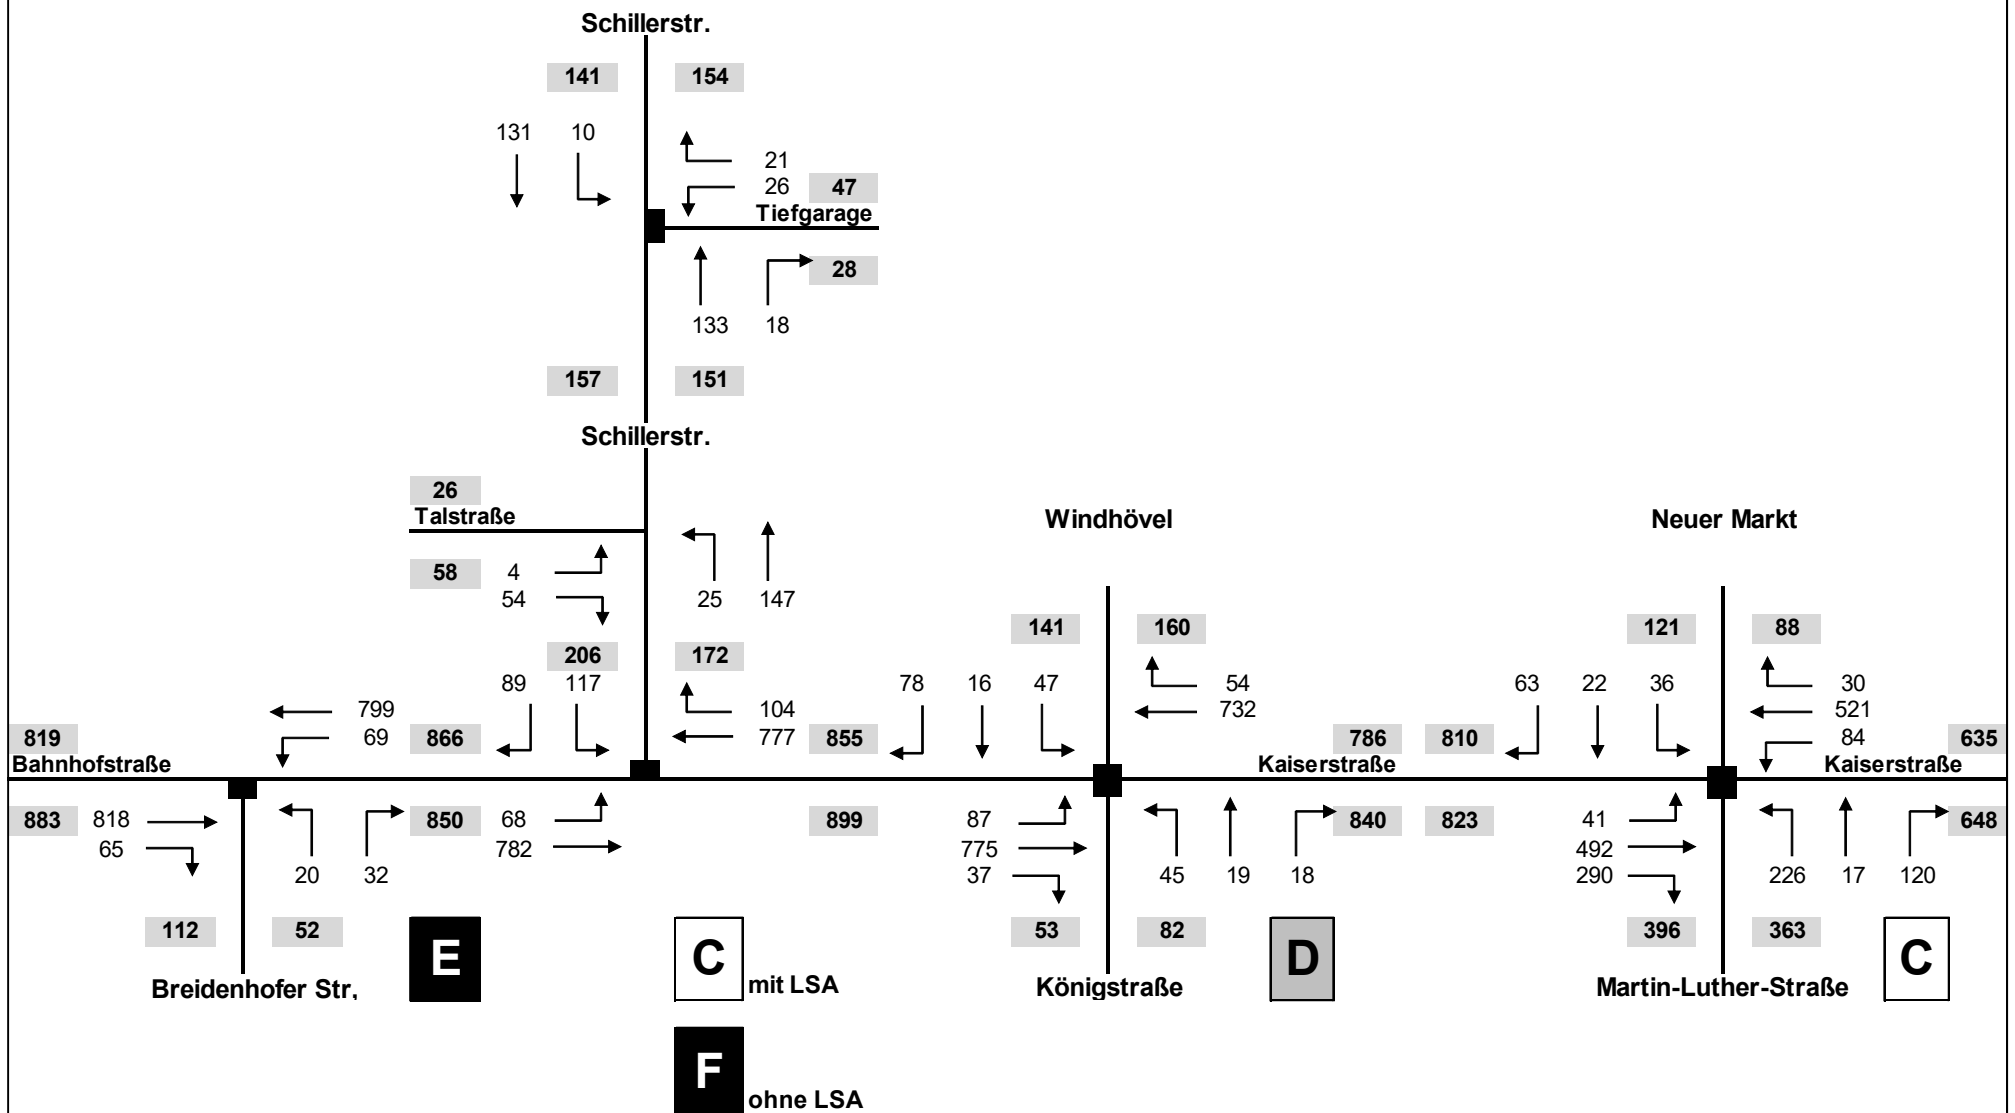 Schillerstr.
141 154
131 10
21
26 47
Tiefgarage
28
133 18
157 151
Schillerstr.
26
Talstraße
58 4
54
25 147
206 172
89 117
104
777
799
69
819 866 855
Bahnhofstraße
883 818
65
20 32
850 68
782
899
112 52
Breidenhofer Str,
E
C mit LSA
F ohne LSA
Windhövel
141 160
78 16 47
54
732
786
Kaiserstraße
87
775
37
45 19 18
840
53 82
Königstraße
D
Neuer Markt
121 88
63 22 36
30
521
84
810 635
Kaiserstraße
823 41
492
290
226 17 120
648
396 363
Martin-Luther-Straße
C